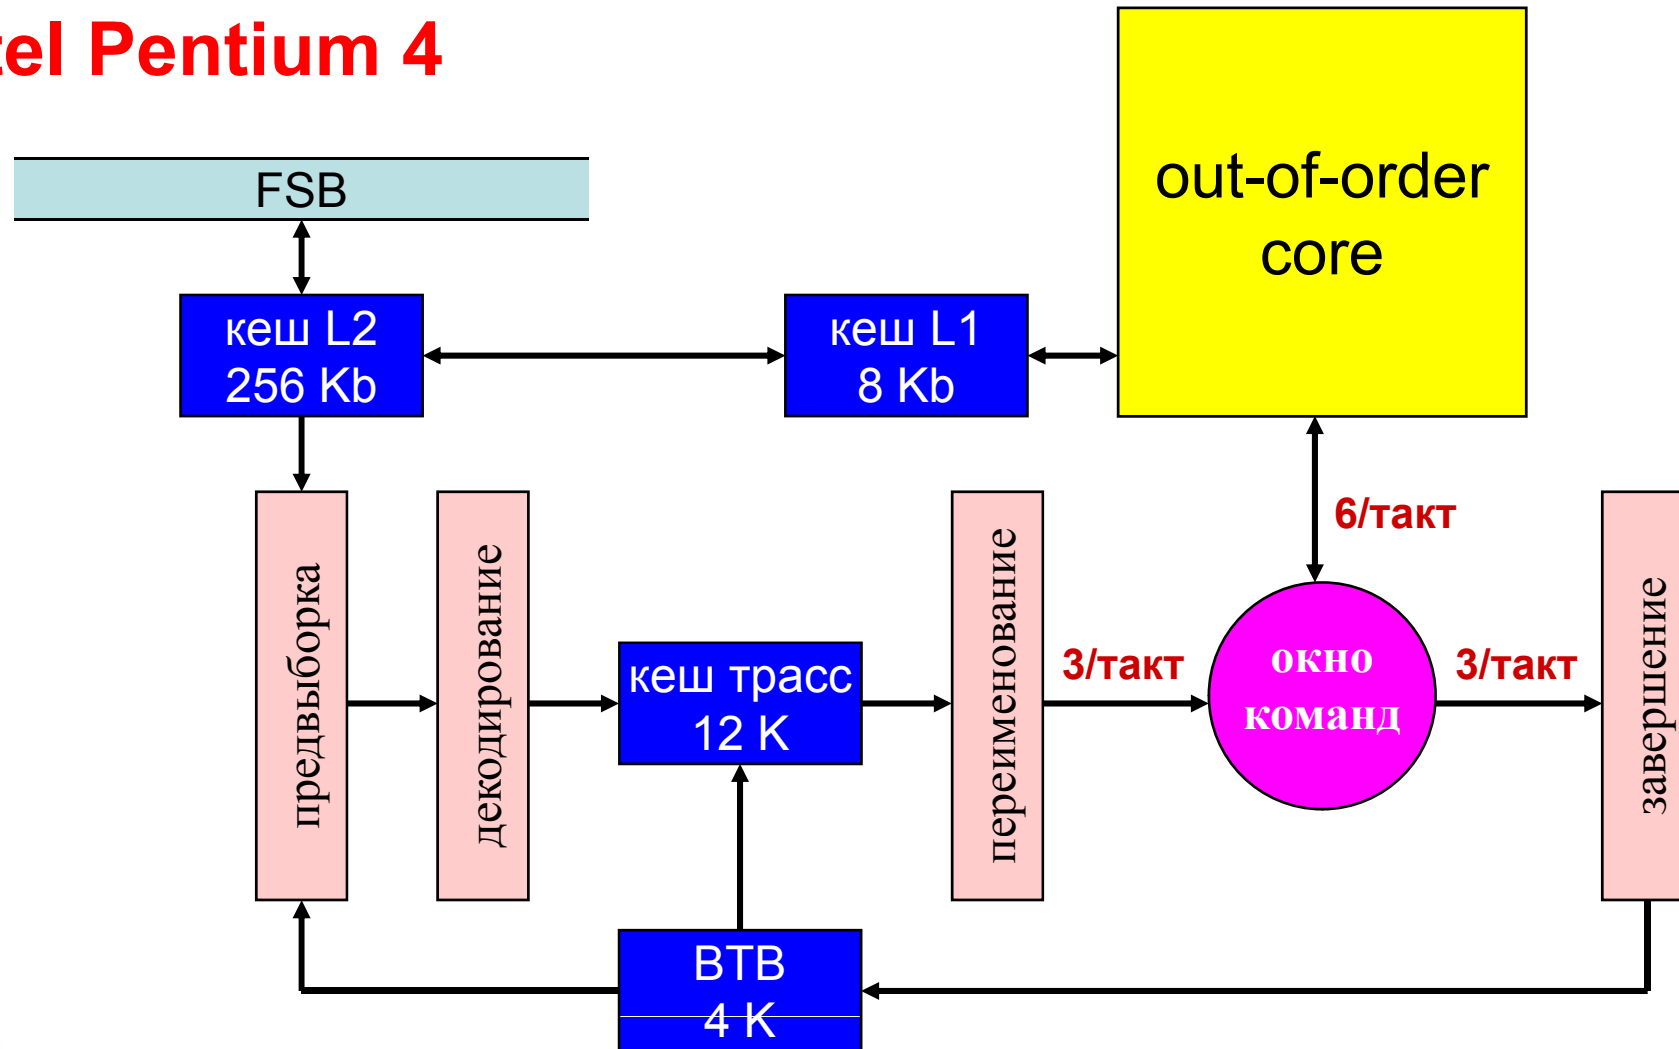 tel Pentium 4
FSB
out-of-order
core
кеш L2
256 Kb
кеш L1
8 Kb
6/такт
предвыборка
декодирование
кеш трасс
12 K
переименование
3/такт
окно
команд
3/такт
завершение
BTB
4 K